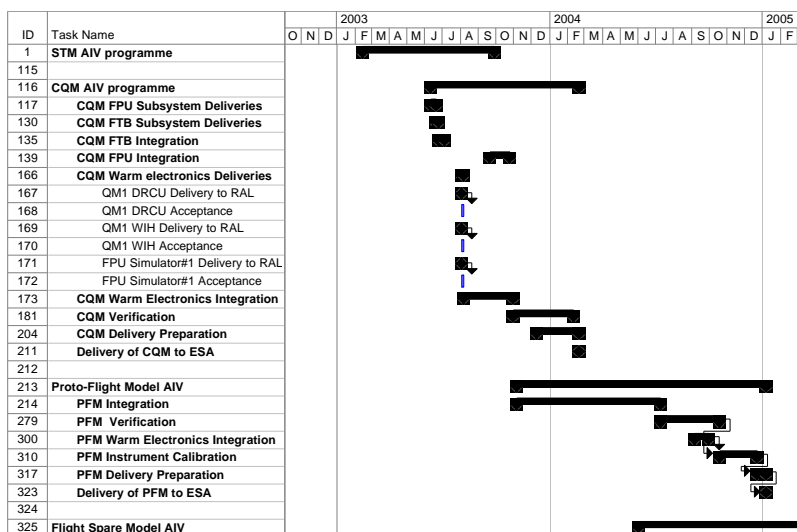 2003 2004 2005
ID Task Name O N D J F M A M J J A S O N D J F M A M J J A S O N D J F
1 STM AIV programme
115
116 CQM AIV programme
117 CQM FPU Subsystem Deliveries
130 CQM FTB Subsystem Deliveries
135 CQM FTB Integration
139 CQM FPU Integration
166 CQM Warm electronics Deliveries
167 QM1 DRCU Delivery to RAL
168 QM1 DRCU Acceptance
169 QM1 WIH Delivery to RAL
170 QM1 WIH Acceptance
171 FPU Simulator#1 Delivery to RAL
172 FPU Simulator#1 Acceptance
173 CQM Warm Electronics Integration
181 CQM Verification
204 CQM Delivery Preparation
211 Delivery of CQM to ESA
212
213 Proto-Flight Model AIV
214 PFM Integration
279 PFM Verification
300 PFM Warm Electronics Integration
310 PFM Instrument Calibration
317 PFM Delivery Preparation
323 Delivery of PFM to ESA
324
325 Flight Spare Model AIV